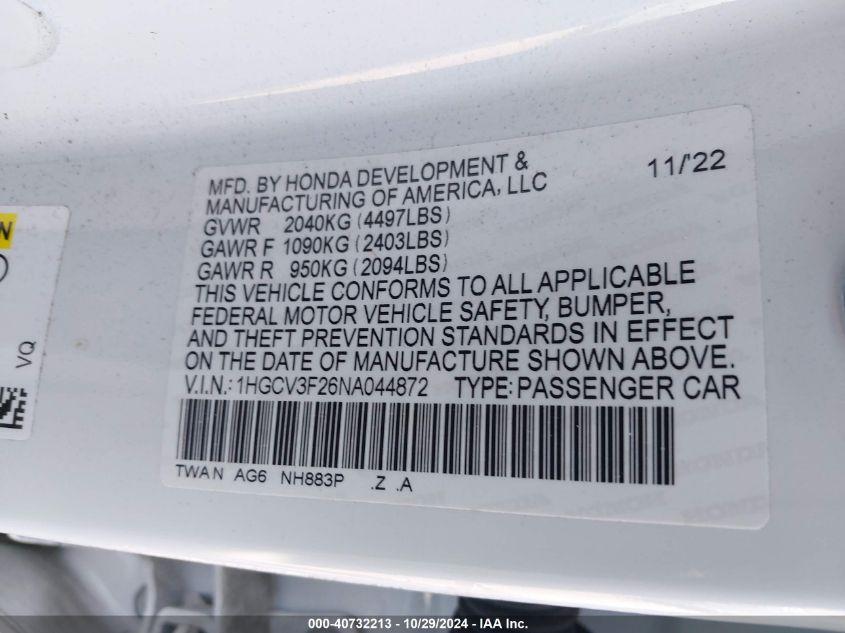 MFD. BY HONDA DEVELOPMENT & 11/'22
MANUFACTURING OF AMERICA, LLC
GVWR 2040KG (4497LBS)
GAWR F 1090KG (2403LBS)
GAWR R 950KG (2094LBS)
THIS VEHICLE CONFORMS TO ALL APPLICABLE
FEDERAL MOTOR VEHICLE SAFETY, BUMPER,
AND THEFT PREVENTION STANDARDS IN EFFECT
ON THE DATE OF MANUFACTURE SHOWN ABOVE.
V.I.N.: 1HGCV3F26NA044872 TYPE: PASSENGER CAR
TWA N AG6 NH883P .Z .A
N
VQ
000-40732213 - 10/29/2024 - IAA Inc.